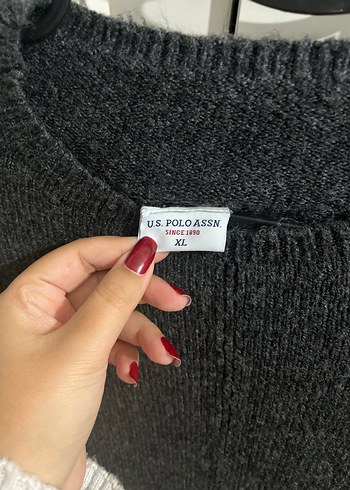 U.S. POLO ASSN.
SINCE 1890
XL